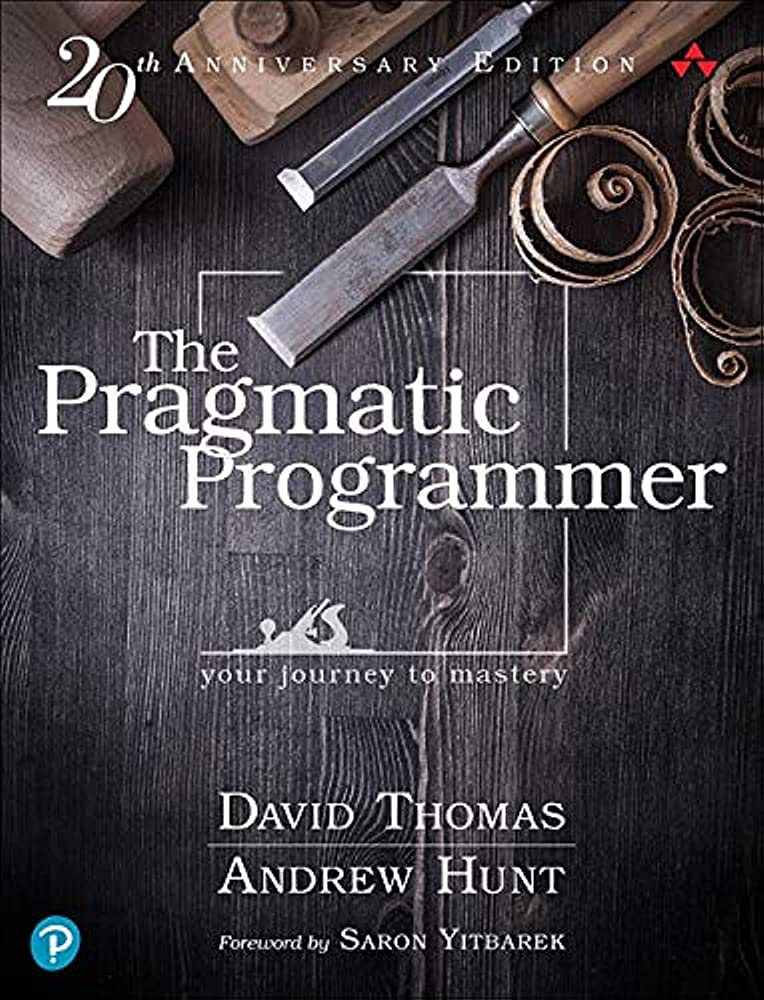 20th ANNIVERSARY EDITION
The
Pragmatic
Programmer
your journey to mastery
DAVID THOMAS
ANDREW HUNT
Foreword by SARON YITBAREK
P